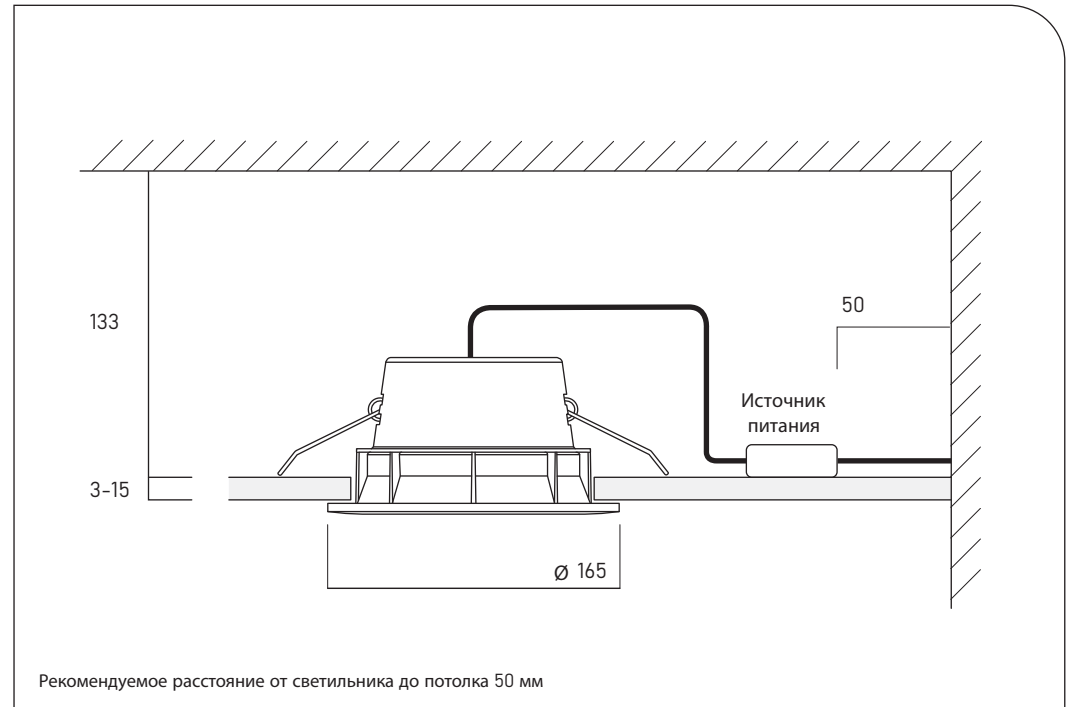 133
50
Источник
питания
3-15
Ø 165
Рекомендуемое расстояние от светильника до потолка 50 мм